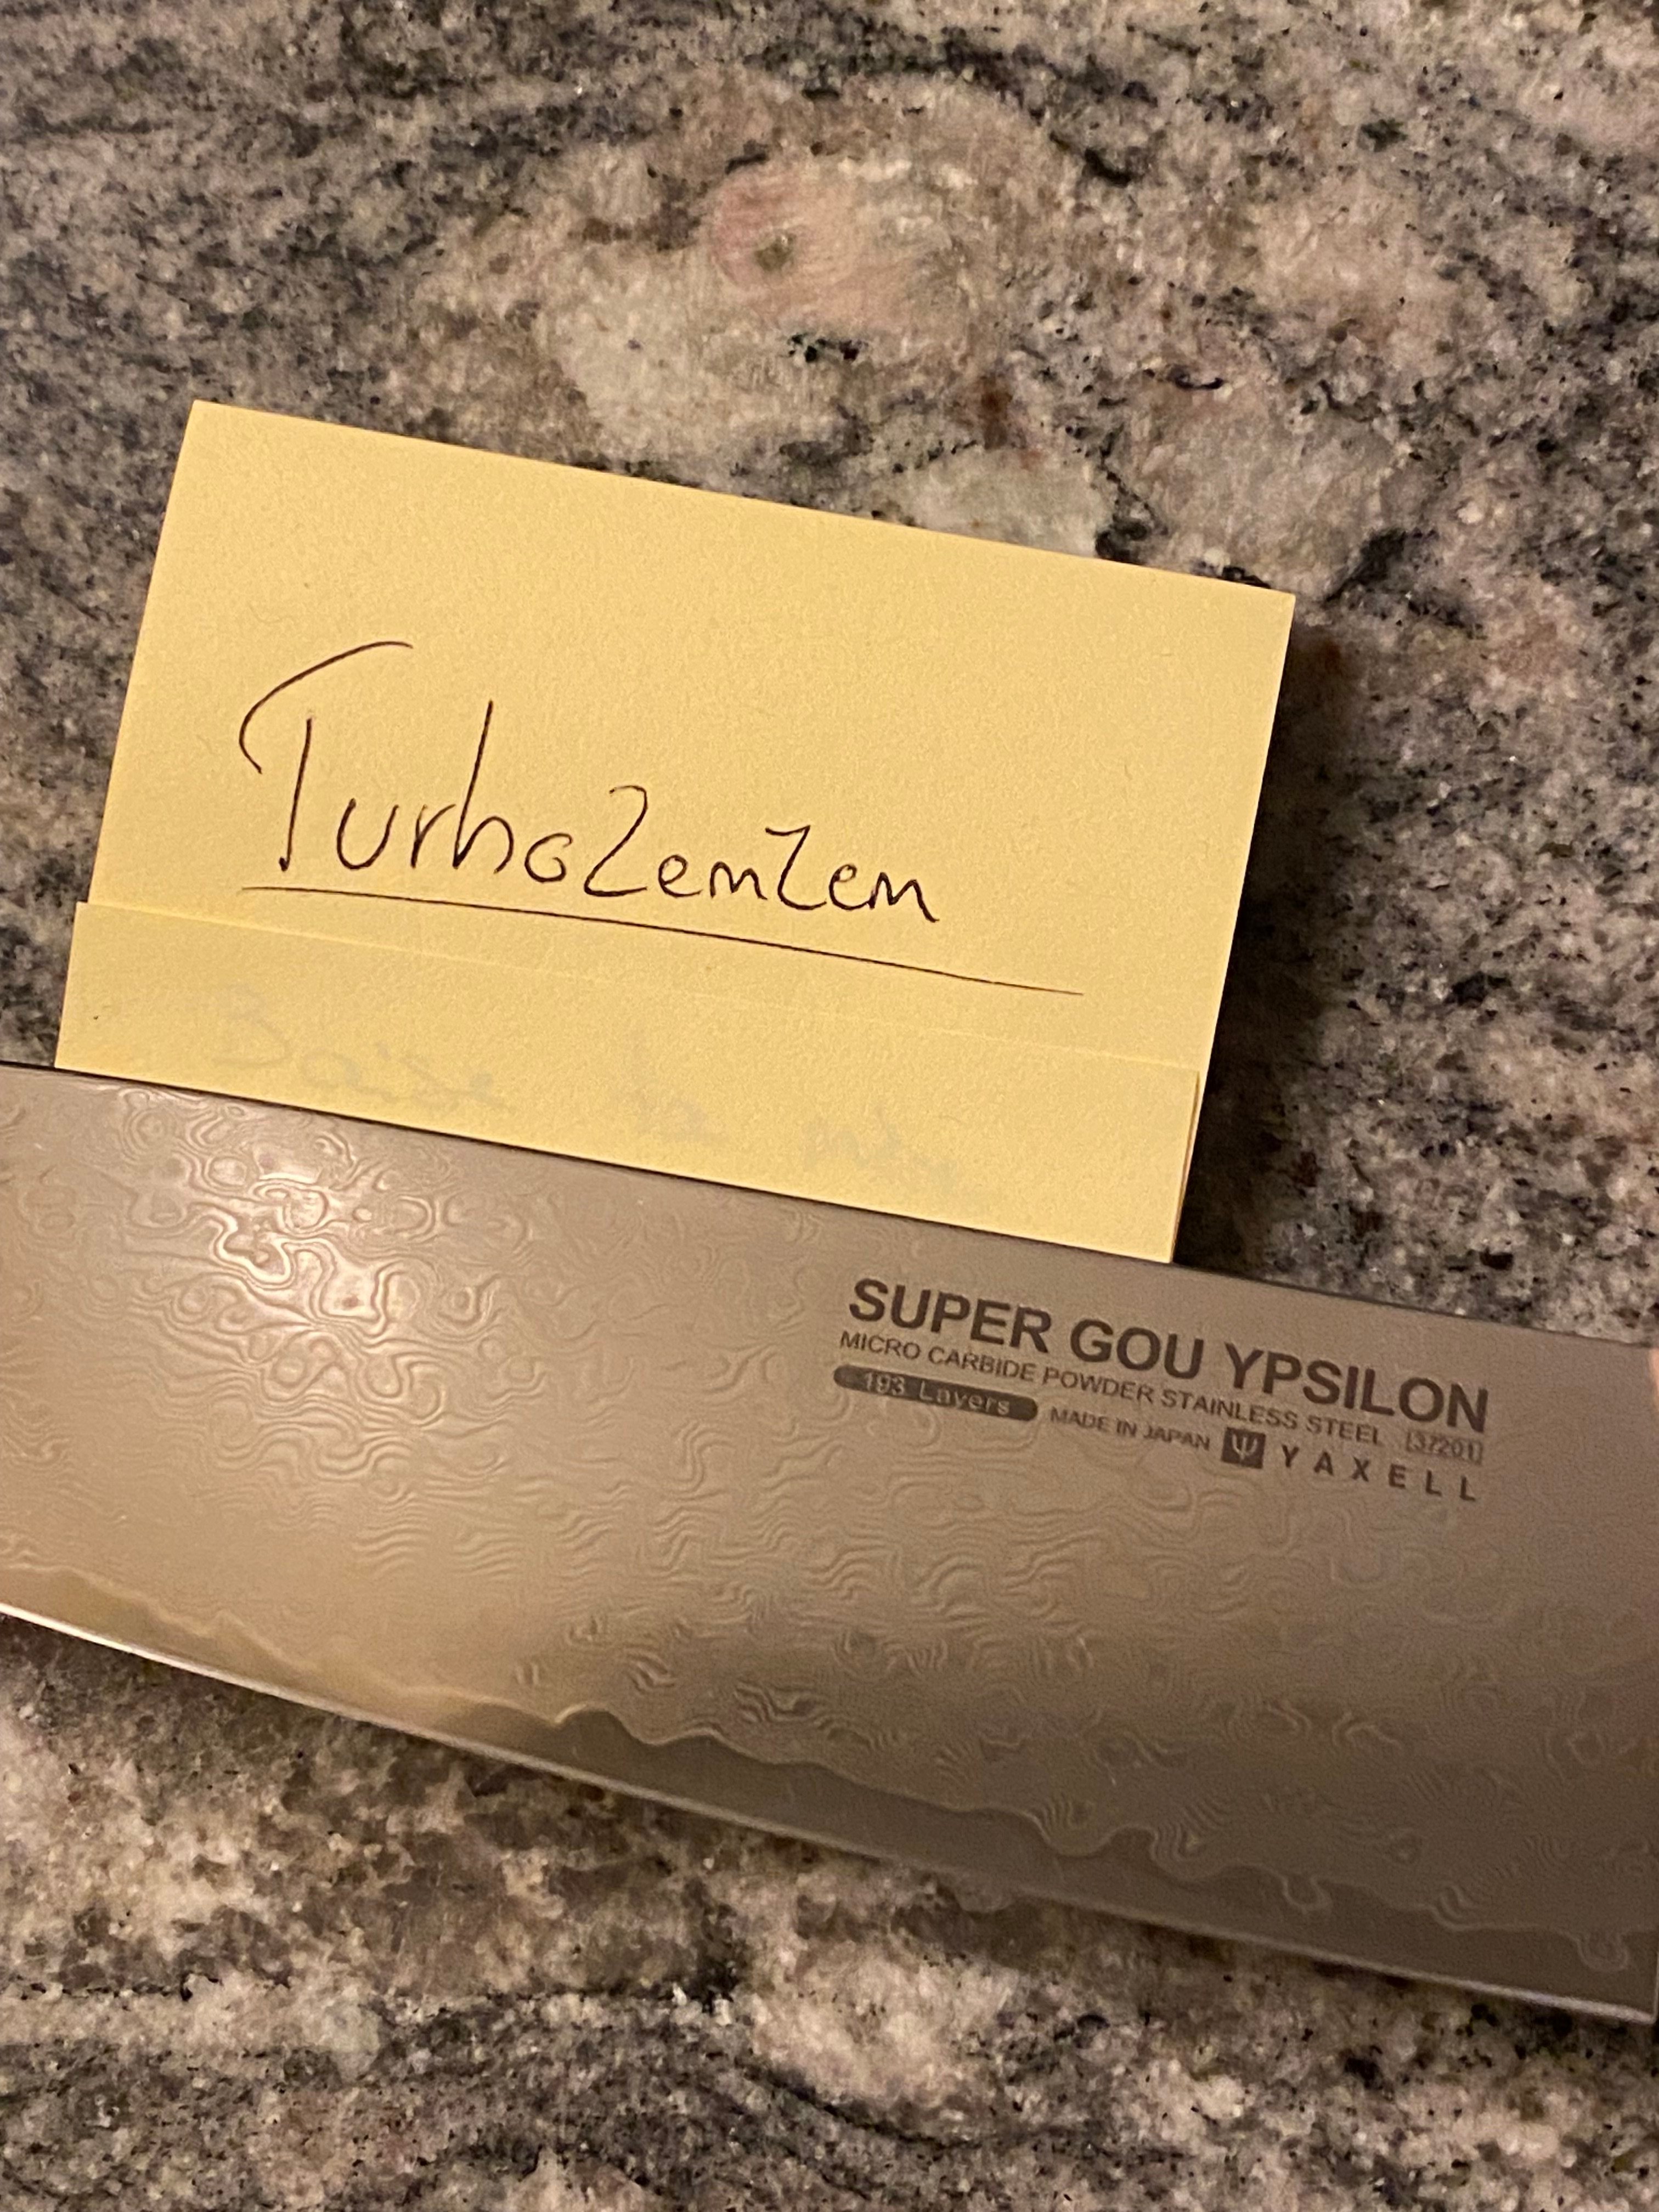 TurboZemZem
SUPER GOU YPSILON
MICRO CARBIDE POWDER STAINLESS STEEL [37201]
193 Layers MADE IN JAPAN YAXELL